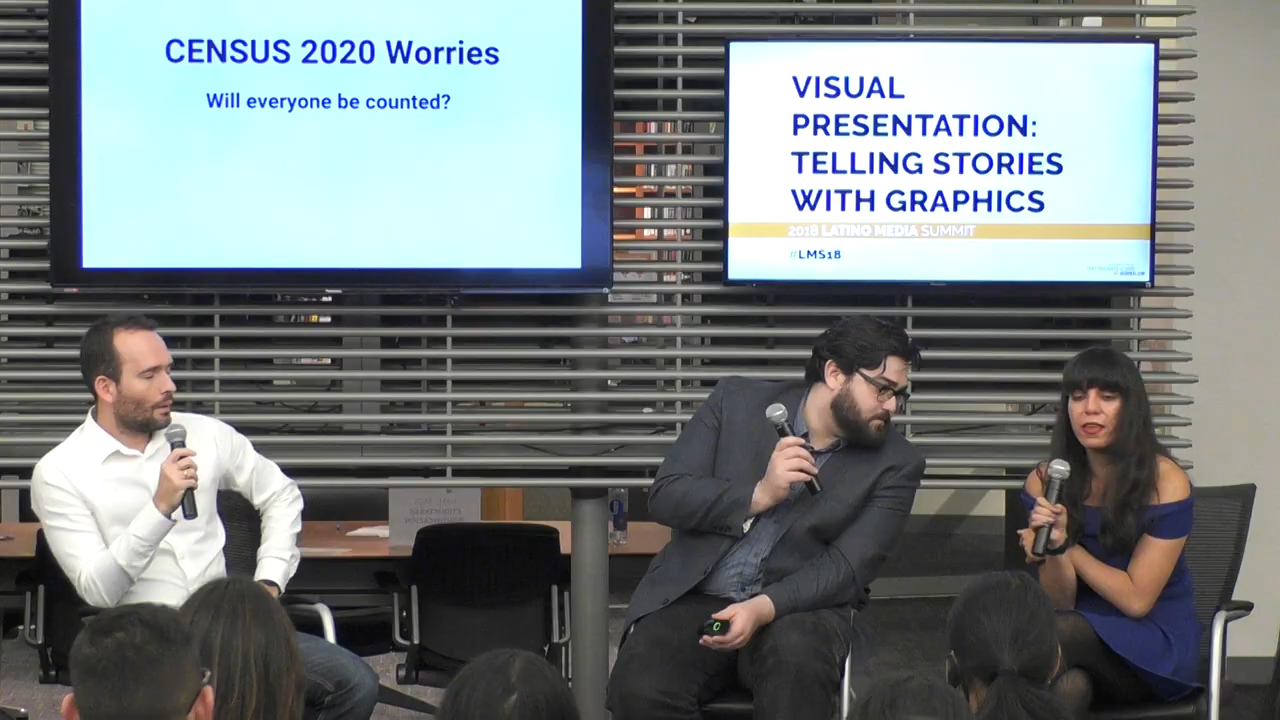 CENSUS 2020 Worries
Will everyone be counted?
VISUAL
PRESENTATION:
TELLING STORIES
WITH GRAPHICS
2018 LATINO MEDIA SUMMIT
#LMS18